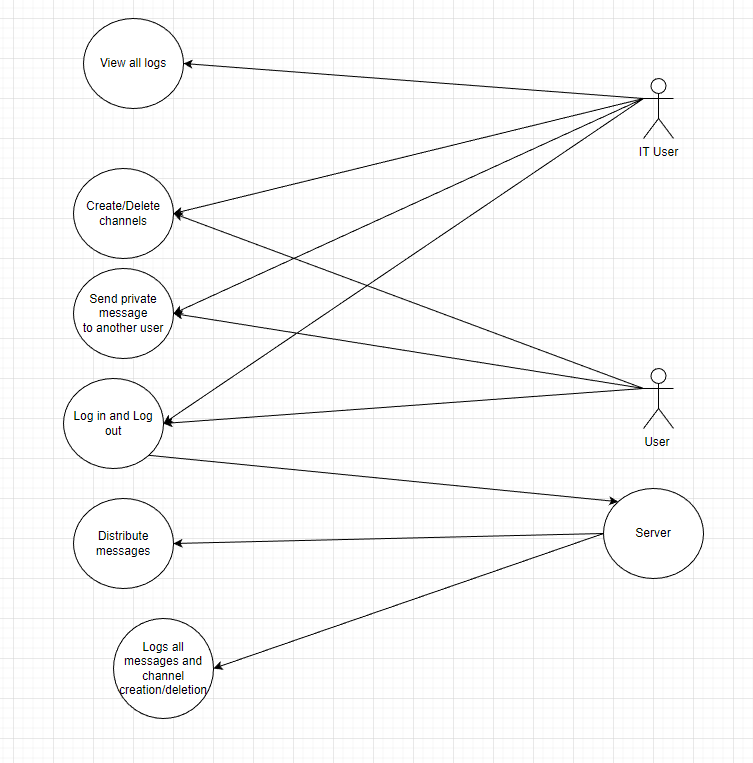 View all logs
IT User
Create/Delete
channels
Send private
message
to another user
Log in and Log
out
User
Server
Distribute
messages
Logs all
messages and
channel
creation/deletion